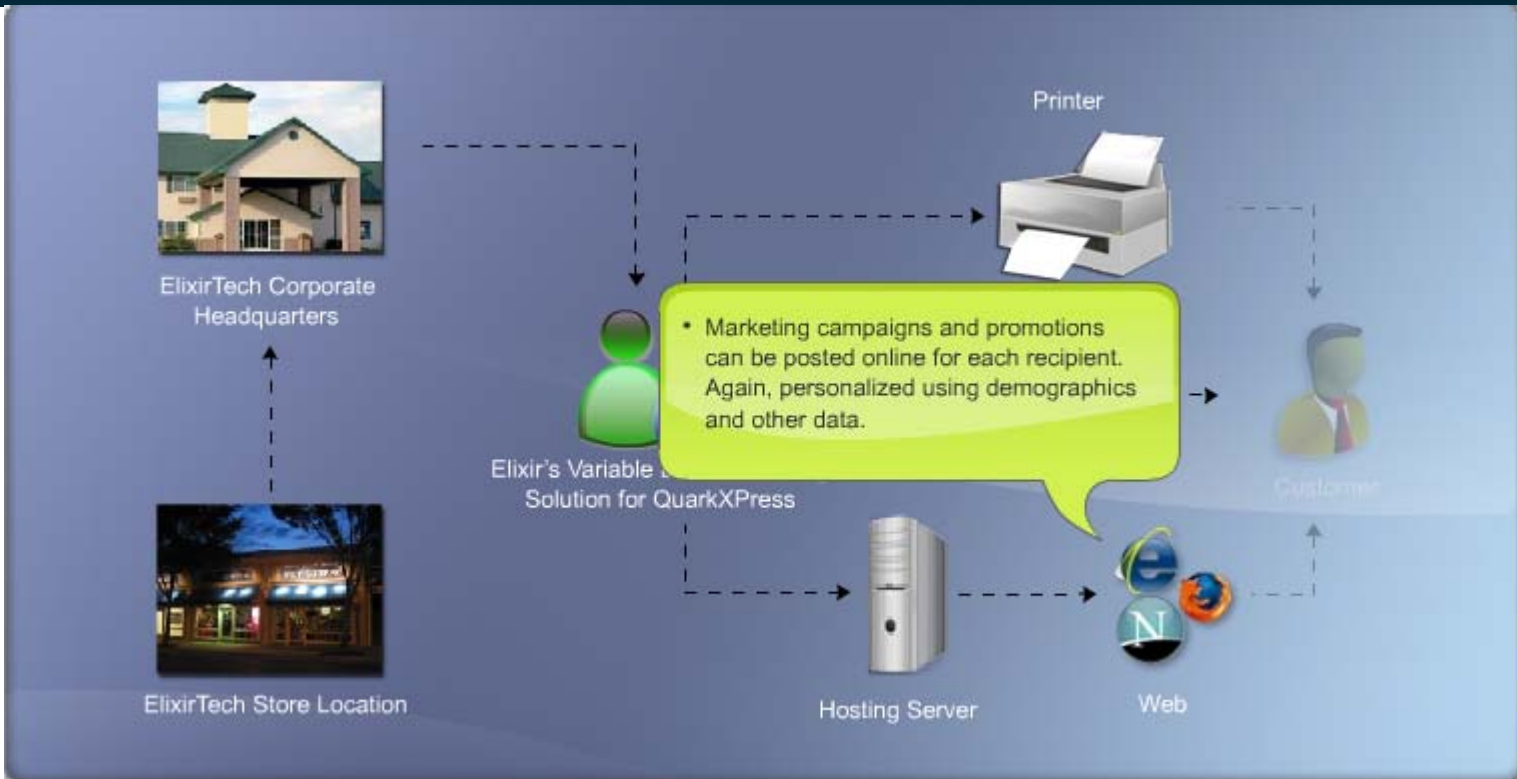 Printer
ElixirTech Corporate
Headquarters
• Marketing campaigns and promotions
can be posted online for each recipient.
Again, personalized using demographics
and other data.
Elixir's Variable
Solution for QuarkXPress
Customer
N
ElixirTech Store Location
Hosting Server
Web